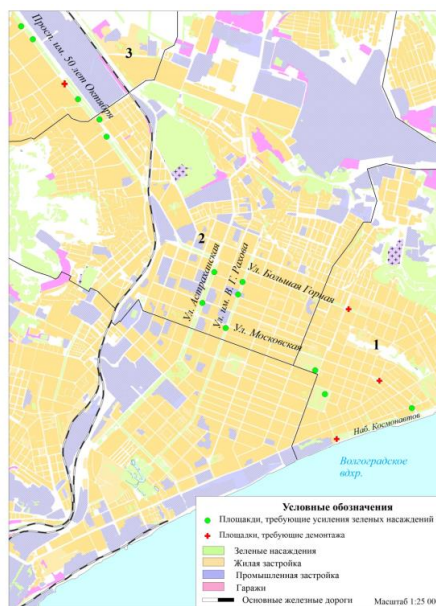 3
Просп. им. 50 лет Октября
2
Ул. Астраханская
Ул. им. В. Г. Рахова
Ул. Большая Горная
Ул. Московская
1
Наб. Космонавтов
Волгоградское
вдхр.
Условные обозначения
Площакди, требующие усиления зеленых насаждений
Площадки, требующие демонтажа
Зеленые насаждения
Жилая застройка
Промышленная застройка
Гаражи
Основные железные дороги
Масштаб 1:25 00